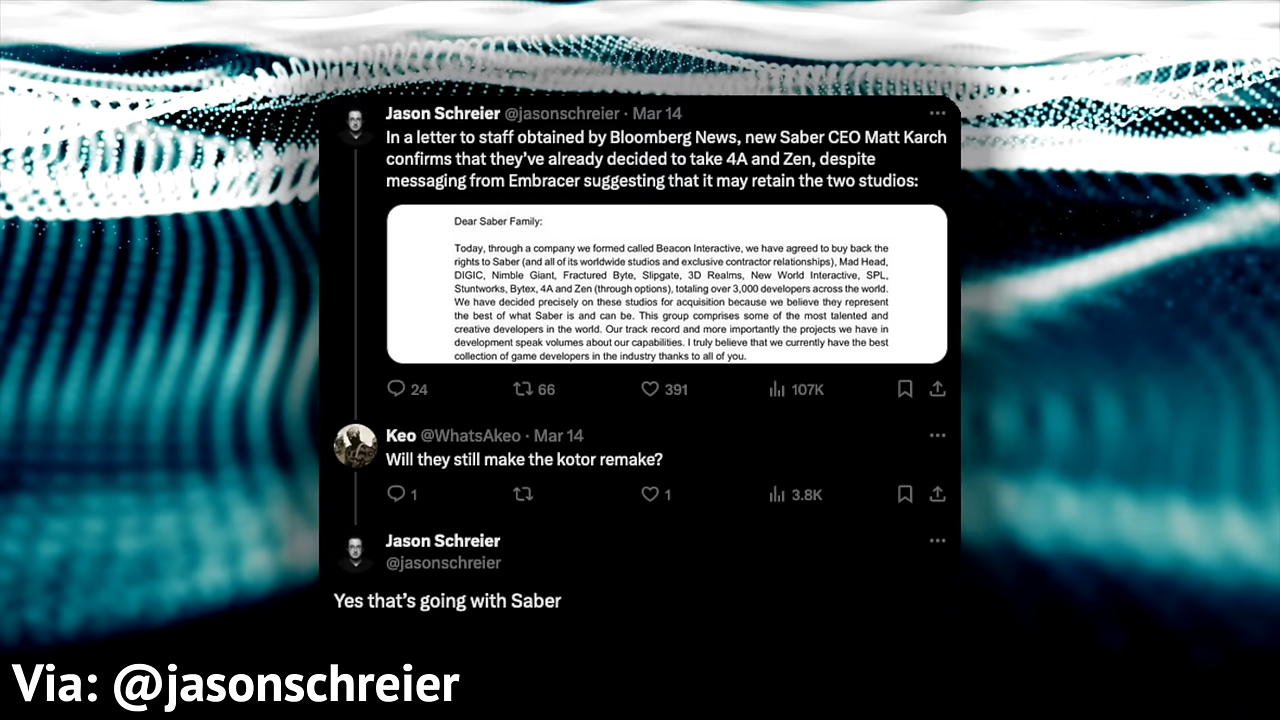 Jason Schreier @jasonschreier · Mar 14
In a letter to staff obtained by Bloomberg News, new Saber CEO Matt Karch
confirms that they've already decided to take 4A and Zen, despite
messaging from Embracer suggesting that it may retain the two studios:
Dear Saber Family:
Today, through a company we formed called Beacon Interactive, we have agreed to buy back the
rights to Saber (and all of its worldwide studios and exclusive contractor relationships), Mad Head,
DIGIC, Nimble Giant, Fractured Byte, Slipgate, 3D Realms, New World Interactive, SPL,
Stuntworks, Bytex, 4A and Zen (through options), totaling over 3,000 developers across the world.
We have decided precisely on these studios for acquisition because we believe they represent
the best of what Saber is and can be. This group comprises some of the most talented and
creative developers in the world. Our track record and more importantly the projects we have in
development speak volumes about our capabilities. I truly believe that we currently have the best
collection of game developers in the industry thanks to all of you.
24 66 391 107K
Keo @WhatsAkeo · Mar 14
Will they still make the kotor remake?
1 1 3.8K
Jason Schreier
@jasonschreier
Yes that's going with Saber
Via: @jasonschreier